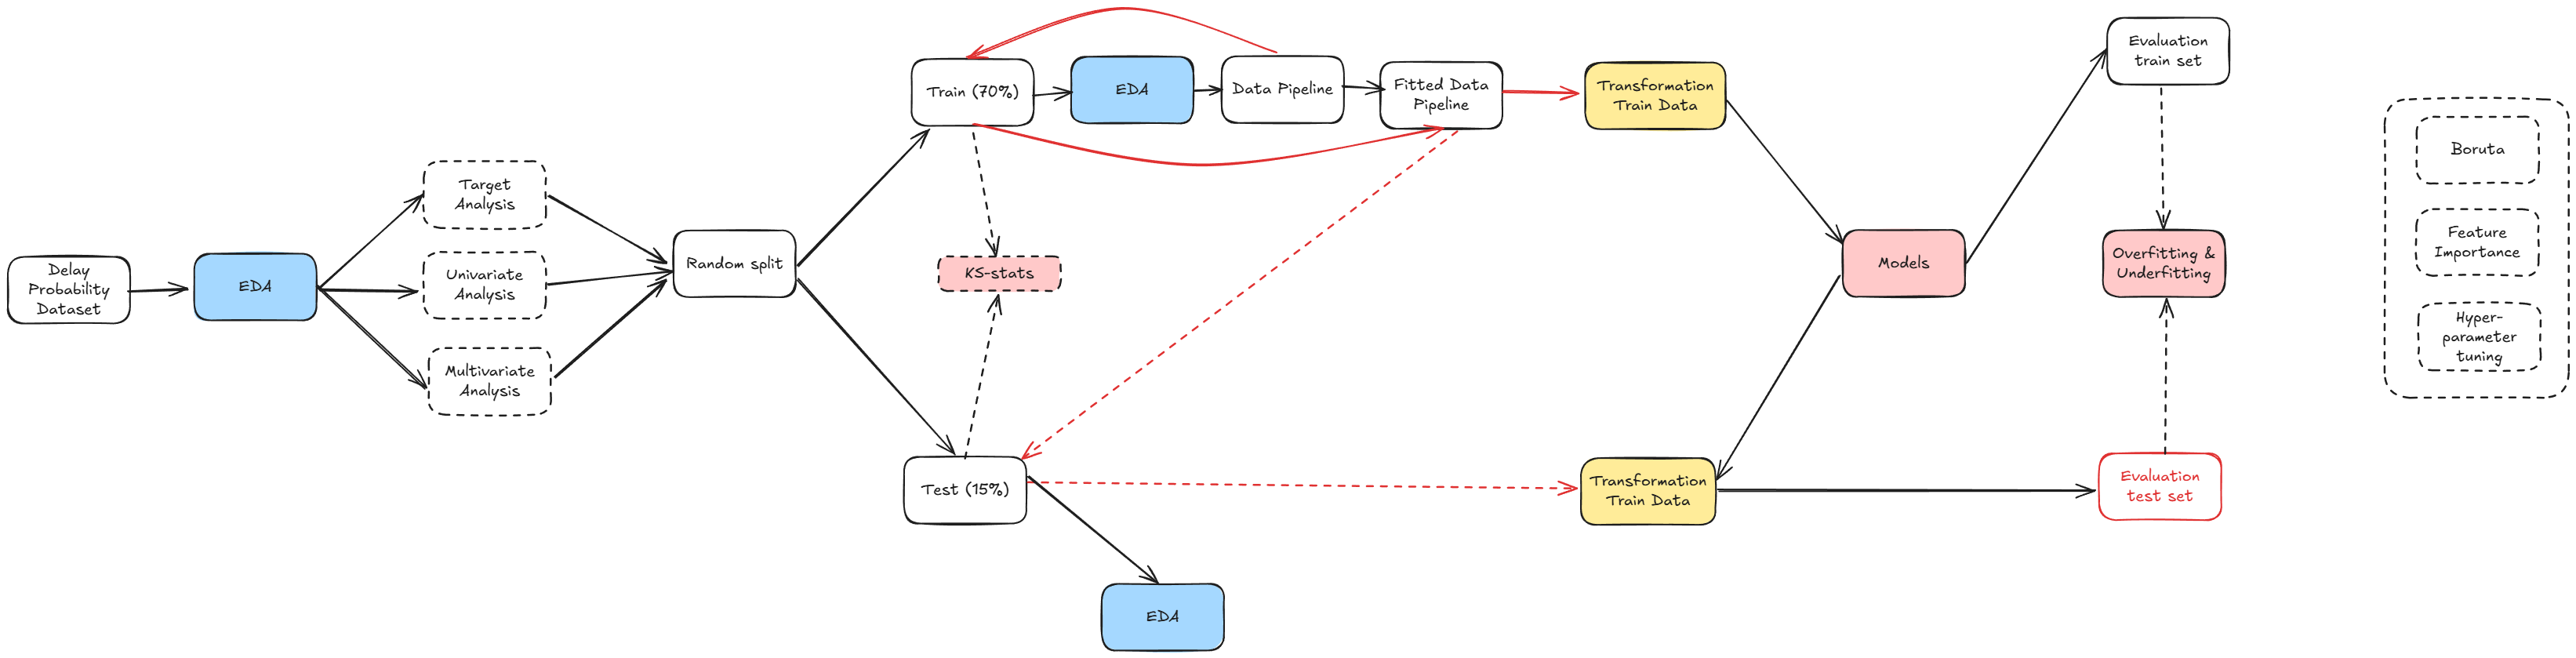 Delay
Probability
Dataset
EDA
Target
Analysis
Univariate
Analysis
Multivariate
Analysis
Random split
Train (70%)
EDA
Data Pipeline
Fitted Data
Pipeline
Transformation
Train Data
KS-stats
Test (15%)
EDA
Transformation
Train Data
Models
Evaluation
train set
Overfitting &
Underfitting
Evaluation
test set
Boruta
Feature
Importance
Hyper-
parameter
tuning